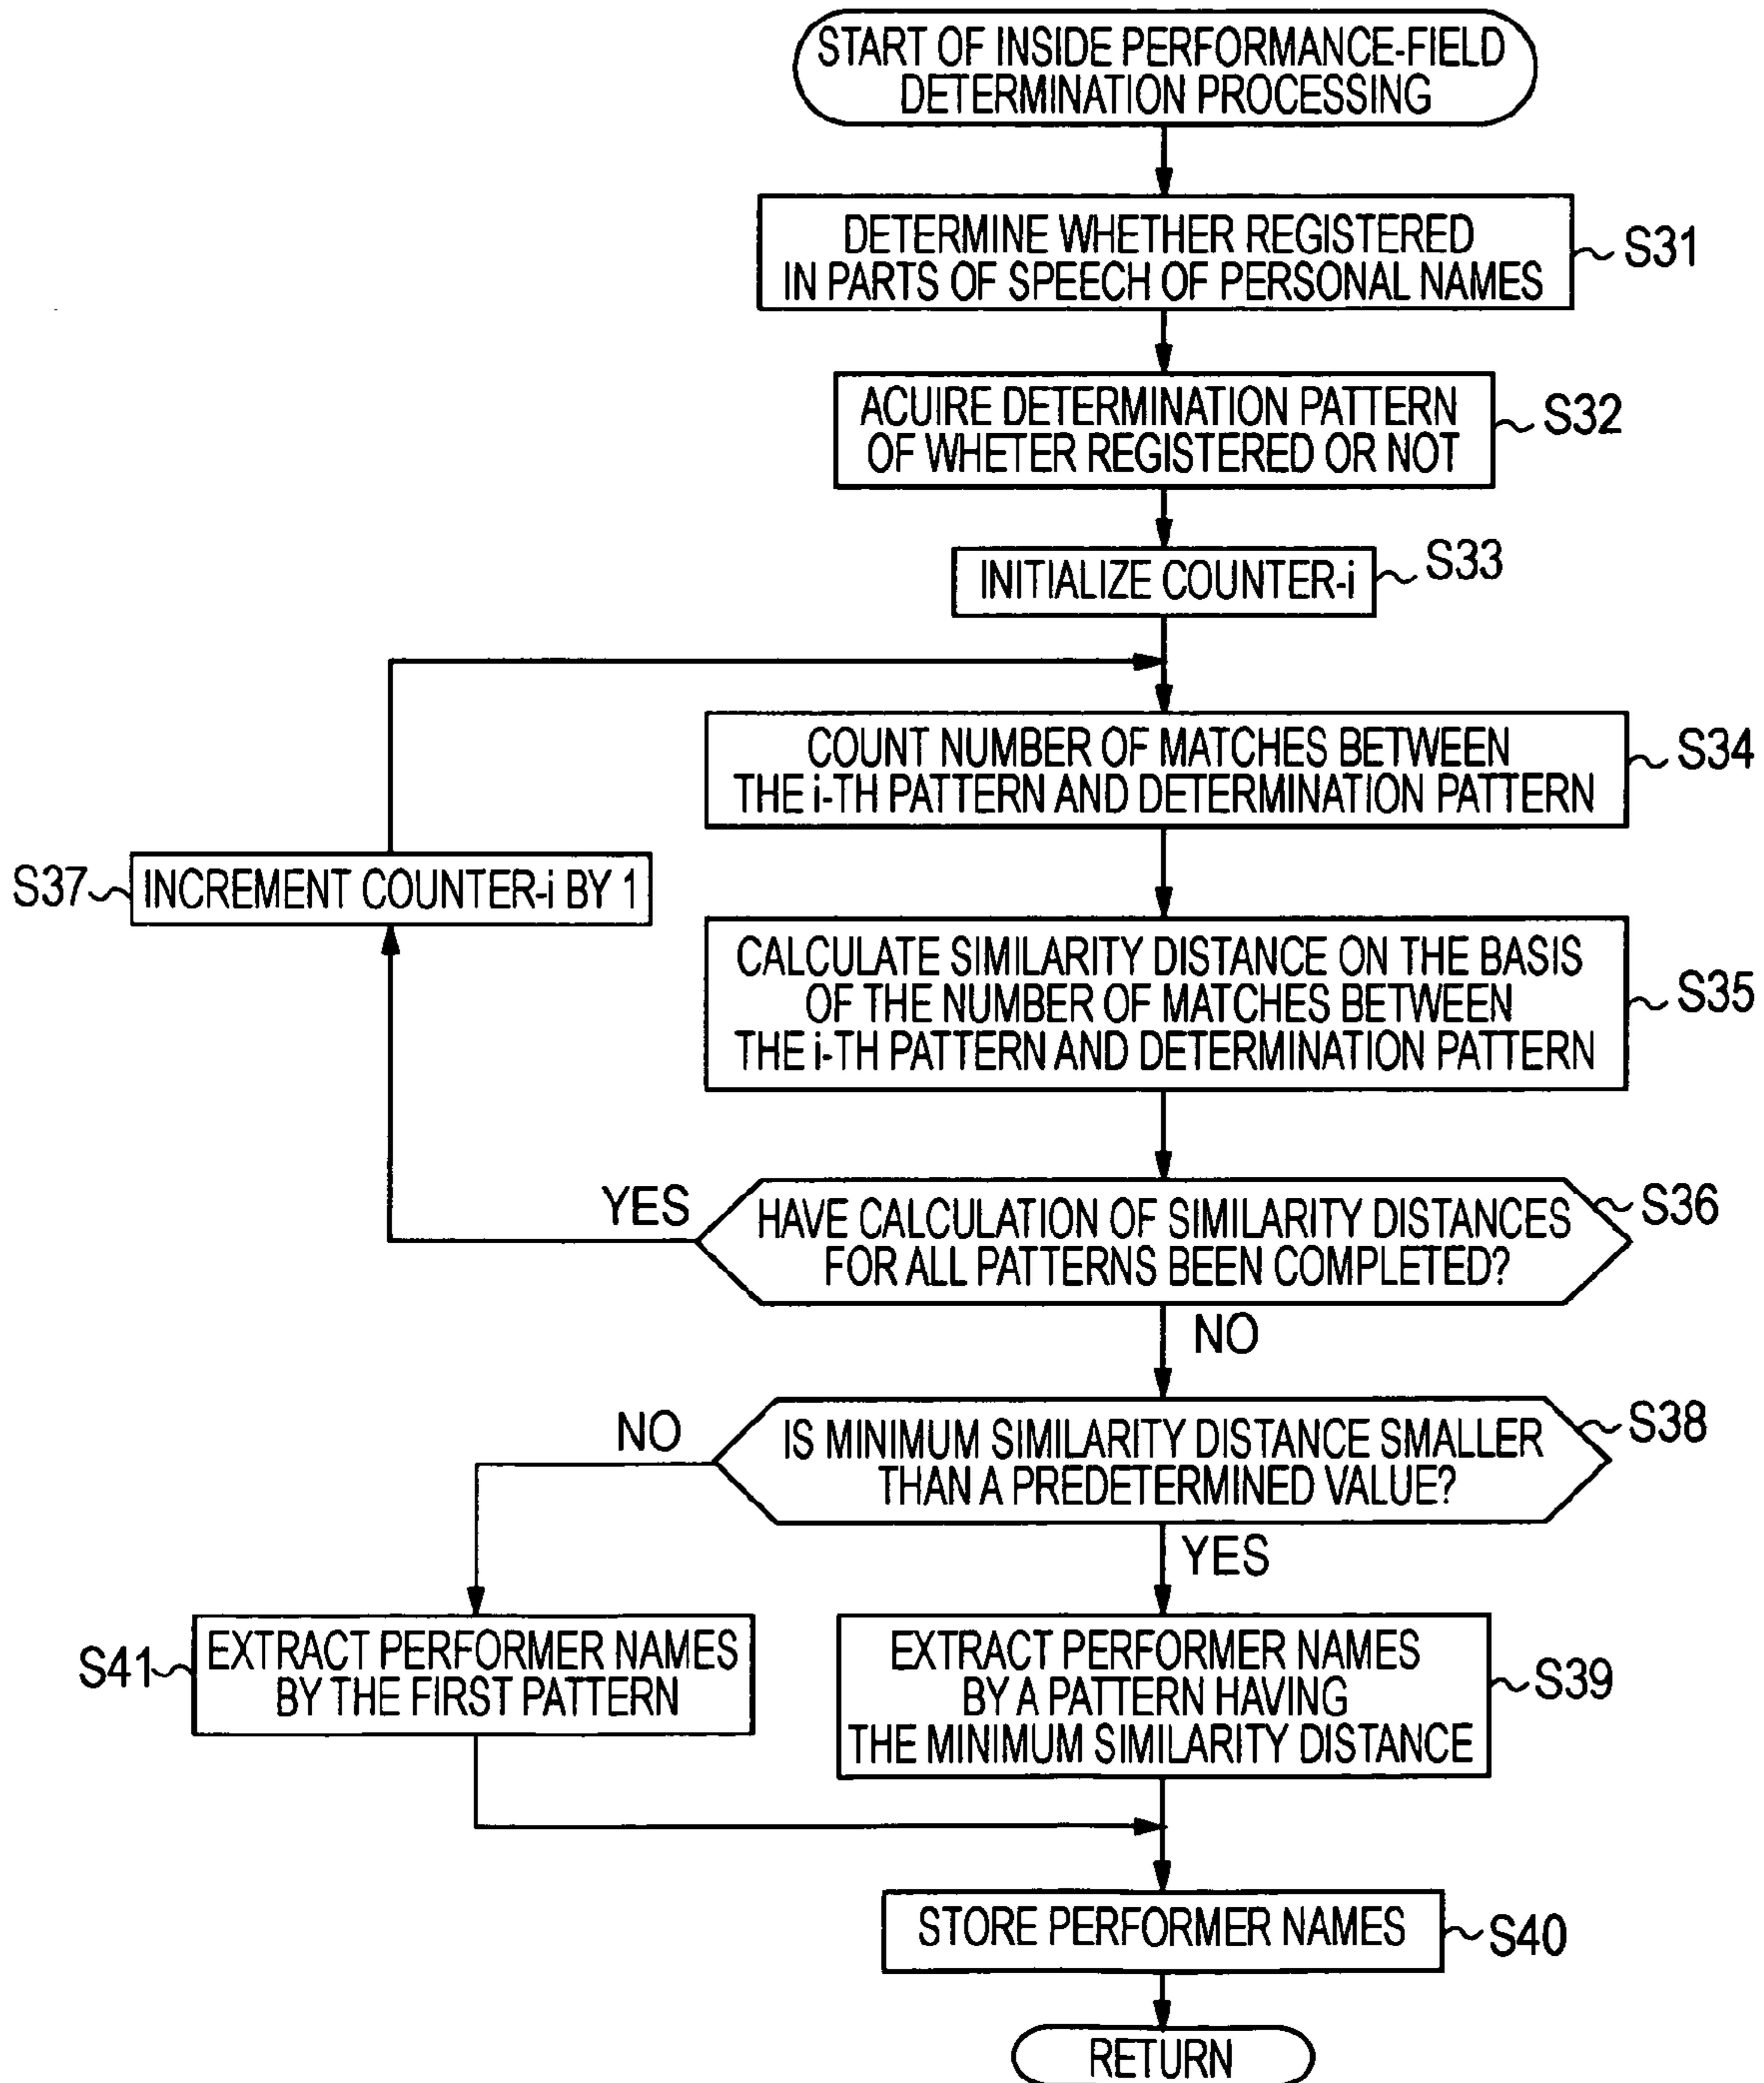 START OF INSIDE PERFORMANCE-FIELD
DETERMINATION PROCESSING
DETERMINE WHETHER REGISTERED
IN PARTS OF SPEECH OF PERSONAL NAMES
S31
ACUIRE DETERMINATION PATTERN
OF WHETER REGISTERED OR NOT
S32
INITIALIZE COUNTER-i
S33
COUNT NUMBER OF MATCHES BETWEEN
THE i-TH PATTERN AND DETERMINATION PATTERN
S34
S37
INCREMENT COUNTER-i BY 1
CALCULATE SIMILARITY DISTANCE ON THE BASIS
OF THE NUMBER OF MATCHES BETWEEN
THE i-TH PATTERN AND DETERMINATION PATTERN
S35
YES
HAVE CALCULATION OF SIMILARITY DISTANCES
FOR ALL PATTERNS BEEN COMPLETED?
S36
NO
NO
IS MINIMUM SIMILARITY DISTANCE SMALLER
THAN A PREDETERMINED VALUE?
S38
YES
S41
EXTRACT PERFORMER NAMES
BY THE FIRST PATTERN
EXTRACT PERFORMER NAMES
BY A PATTERN HAVING
THE MINIMUM SIMILARITY DISTANCE
S39
STORE PERFORMER NAMES
S40
RETURN